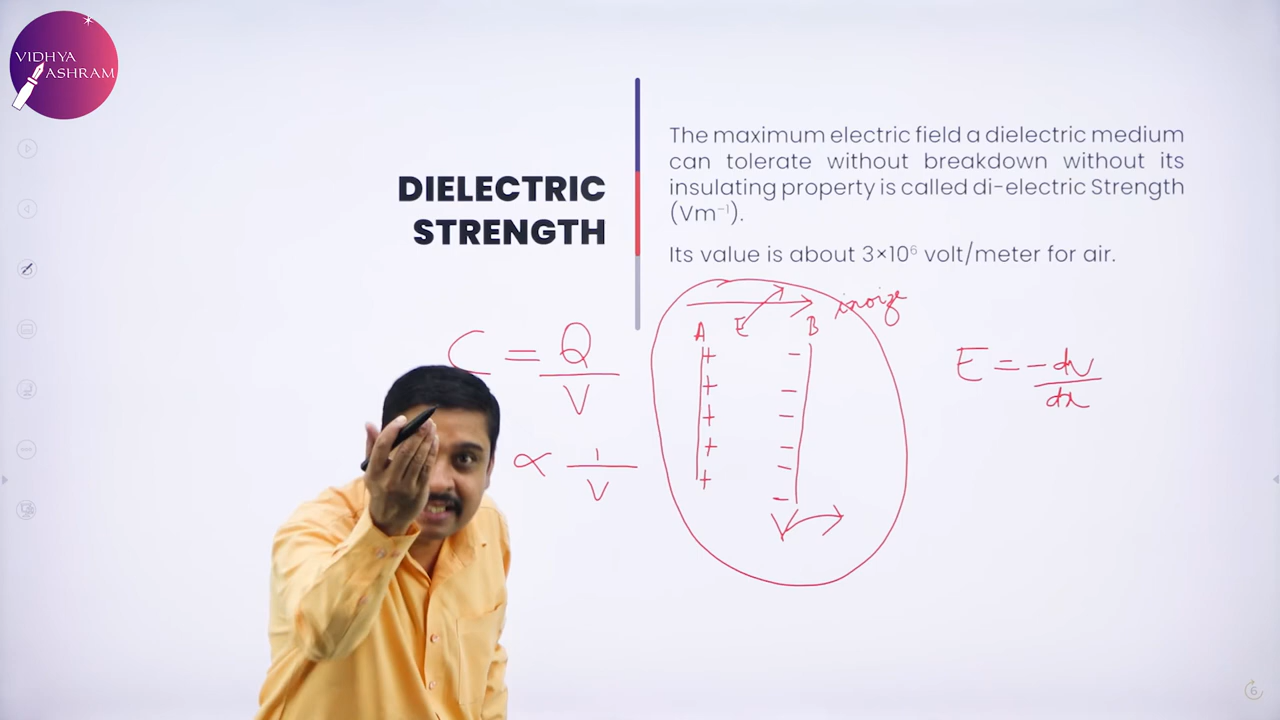 VIDHYA
ASHRAM
DIELECTRIC
STRENGTH
The maximum electric field a dielectric medium
can tolerate without breakdown without its
insulating property is called di-electric Strength
(Vm⁻¹).
Its value is about 3×10⁶ volt/meter for air.
inoize
A E B
C = Q
V
E = -dv
dx
∝ 1
V
V
6